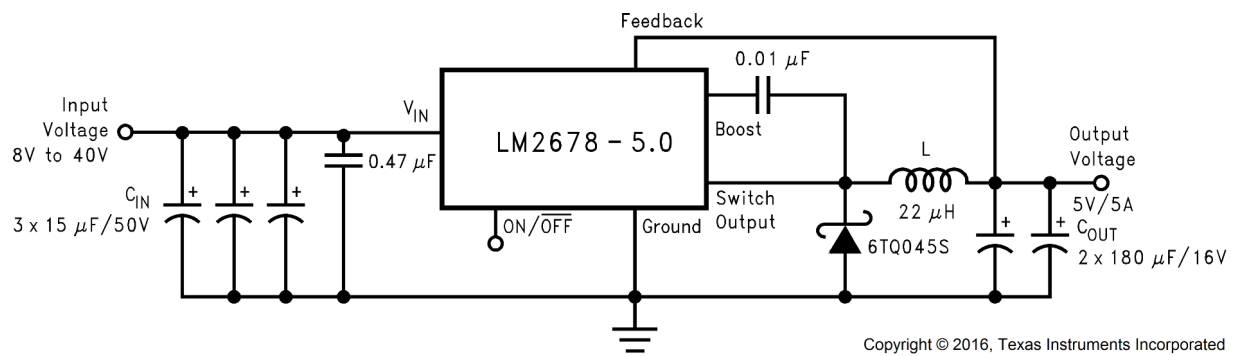 Feedback
0.01 μF
Input
Voltage
8V to 40V
V_IN
LM2678 – 5.0
Boost
0.47 μF
C_IN
3 x 15 μF/50V
+
+
+
ON/O̅F̅F̅
Ground
Switch
Output
L
22 μH
6TQ045S
Output
Voltage
5V/5A
+
+
C_OUT
2 x 180 μF/16V
Copyright © 2016, Texas Instruments Incorporated